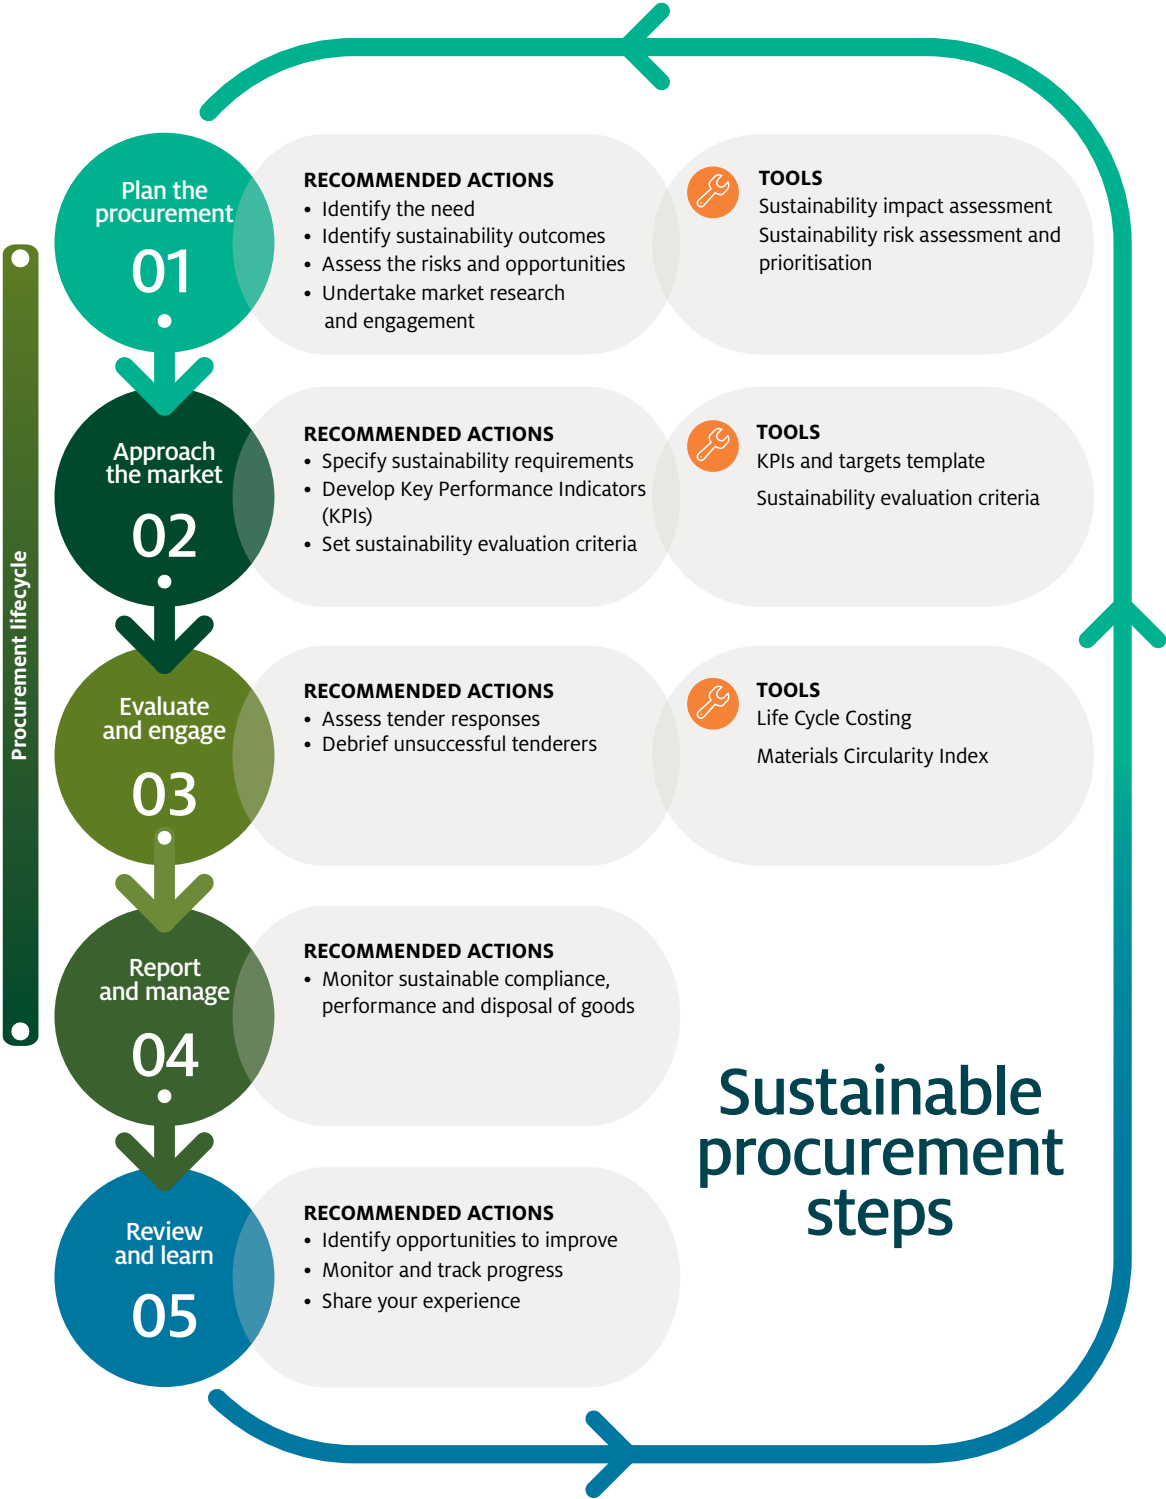 Plan the
procurement
01
RECOMMENDED ACTIONS
• Identify the need
• Identify sustainability outcomes
• Assess the risks and opportunities
• Undertake market research
and engagement
TOOLS
Sustainability impact assessment
Sustainability risk assessment and
prioritisation
Approach
the market
02
RECOMMENDED ACTIONS
• Specify sustainability requirements
• Develop Key Performance Indicators
(KPIs)
• Set sustainability evaluation criteria
TOOLS
KPIs and targets template
Sustainability evaluation criteria
Procurement lifecycle
Evaluate
and engage
03
RECOMMENDED ACTIONS
• Assess tender responses
• Debrief unsuccessful tenderers
TOOLS
Life Cycle Costing
Materials Circularity Index
Report
and manage
04
RECOMMENDED ACTIONS
• Monitor sustainable compliance,
performance and disposal of goods
Sustainable
procurement
steps
Review
and learn
05
RECOMMENDED ACTIONS
• Identify opportunities to improve
• Monitor and track progress
• Share your experience